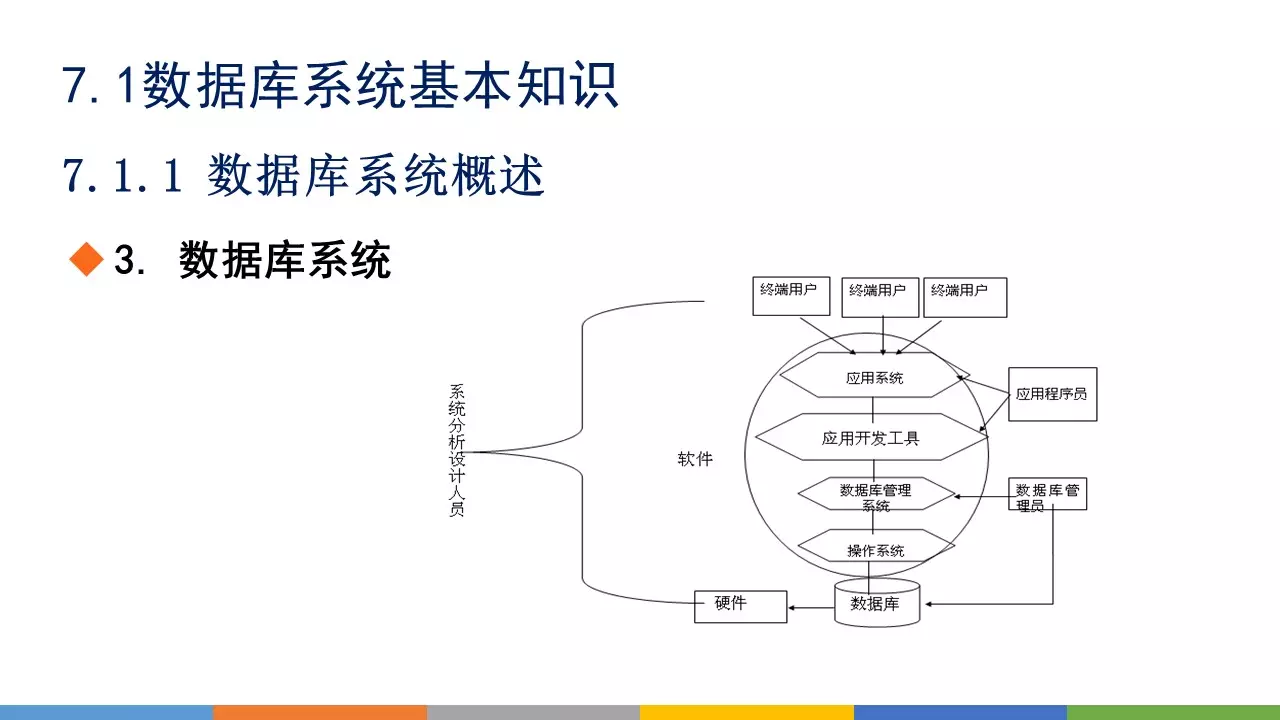 7.1数据库系统基本知识
7.1.1 数据库系统概述
3. 数据库系统
终端用户
终端用户
终端用户
应用系统
应用程序员
系统分析设计人员
应用开发工具
软件
数据库管理
系统
数据库管
理员
操作系统
硬件
数据库